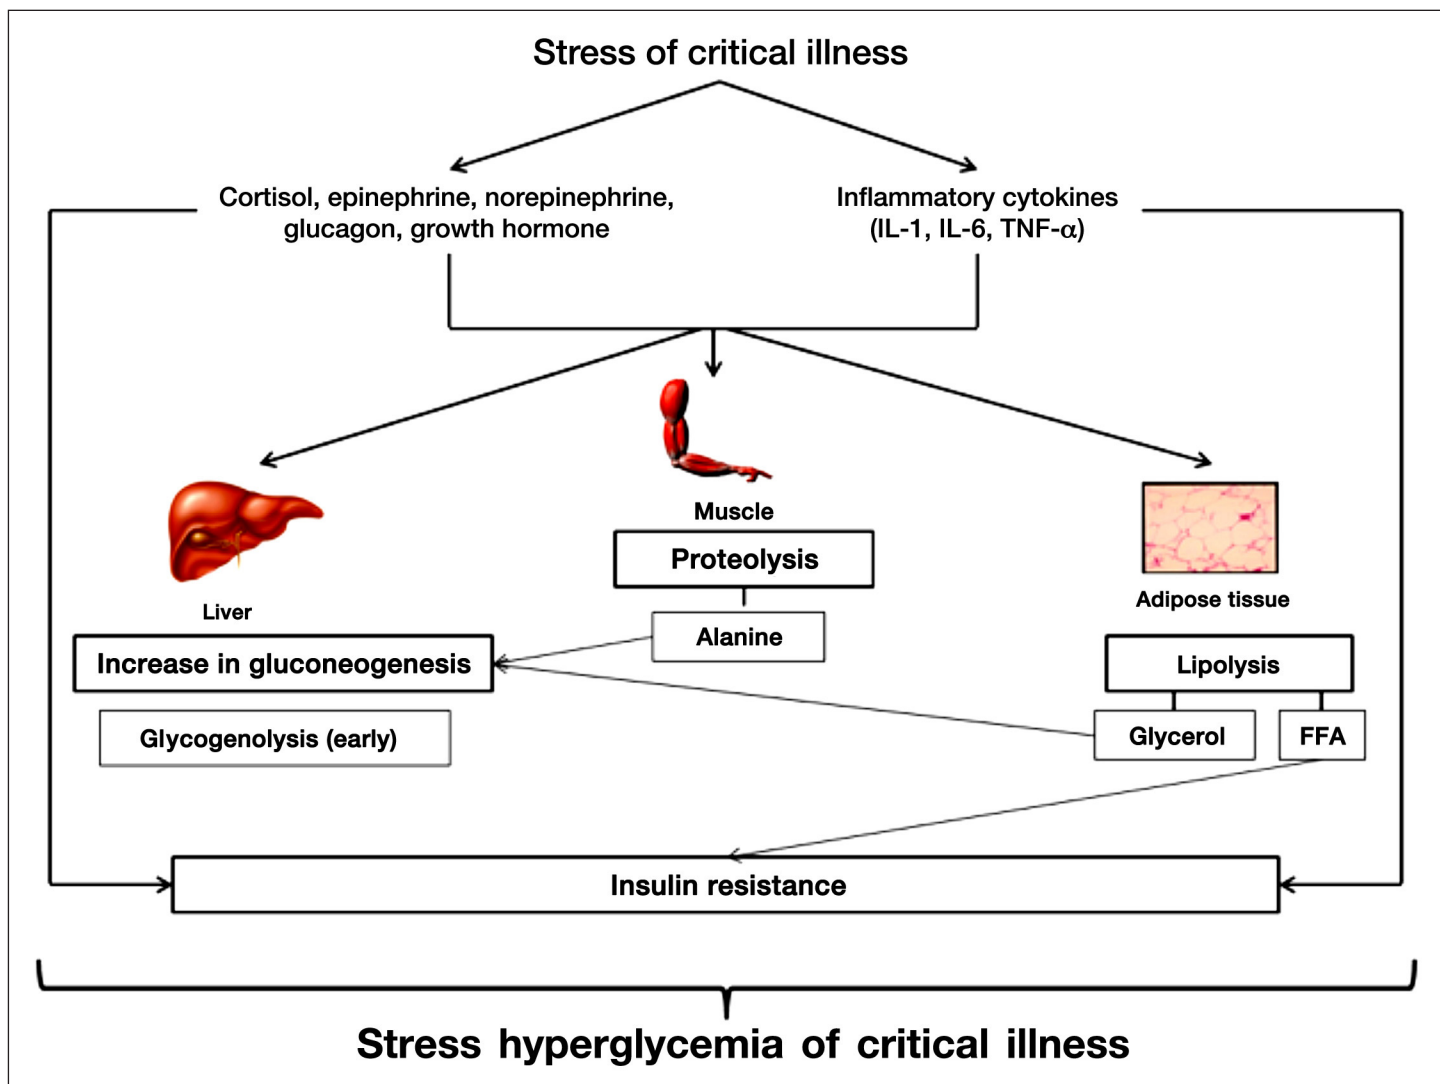 Stress of critical illness
Cortisol, epinephrine, norepinephrine,
glucagon, growth hormone
Inflammatory cytokines
(IL-1, IL-6, TNF-α)
Muscle
Proteolysis
Alanine
Liver
Increase in gluconeogenesis
Glycogenolysis (early)
Adipose tissue
Lipolysis
Glycerol
FFA
Insulin resistance
Stress hyperglycemia of critical illness